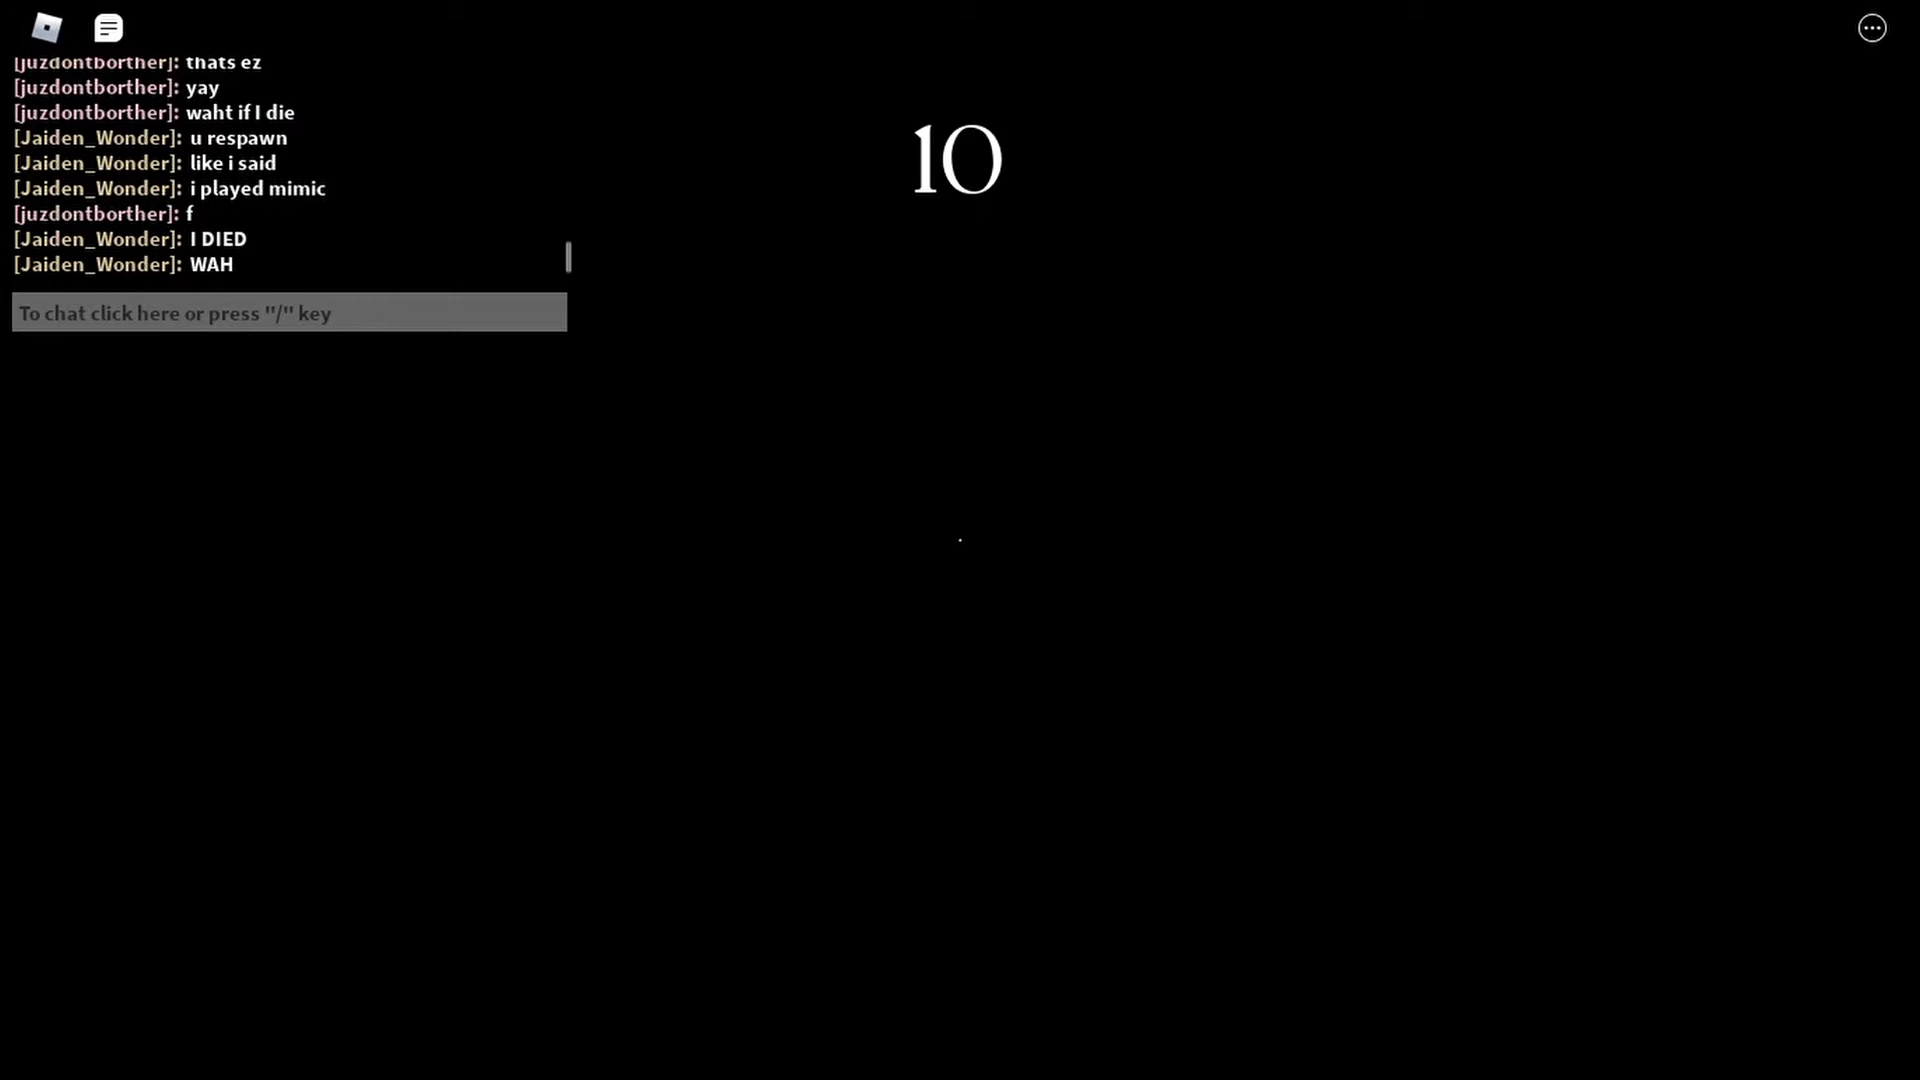 [juzdontborther]: thats ez
[juzdontborther]: yay
[juzdontborther]: waht if I die
[Jaiden_Wonder]: u respawn
[Jaiden_Wonder]: like i said
[Jaiden_Wonder]: i played mimic
[juzdontborther]: f
[Jaiden_Wonder]: I DIED
[Jaiden_Wonder]: WAH
To chat click here or press "/" key
10